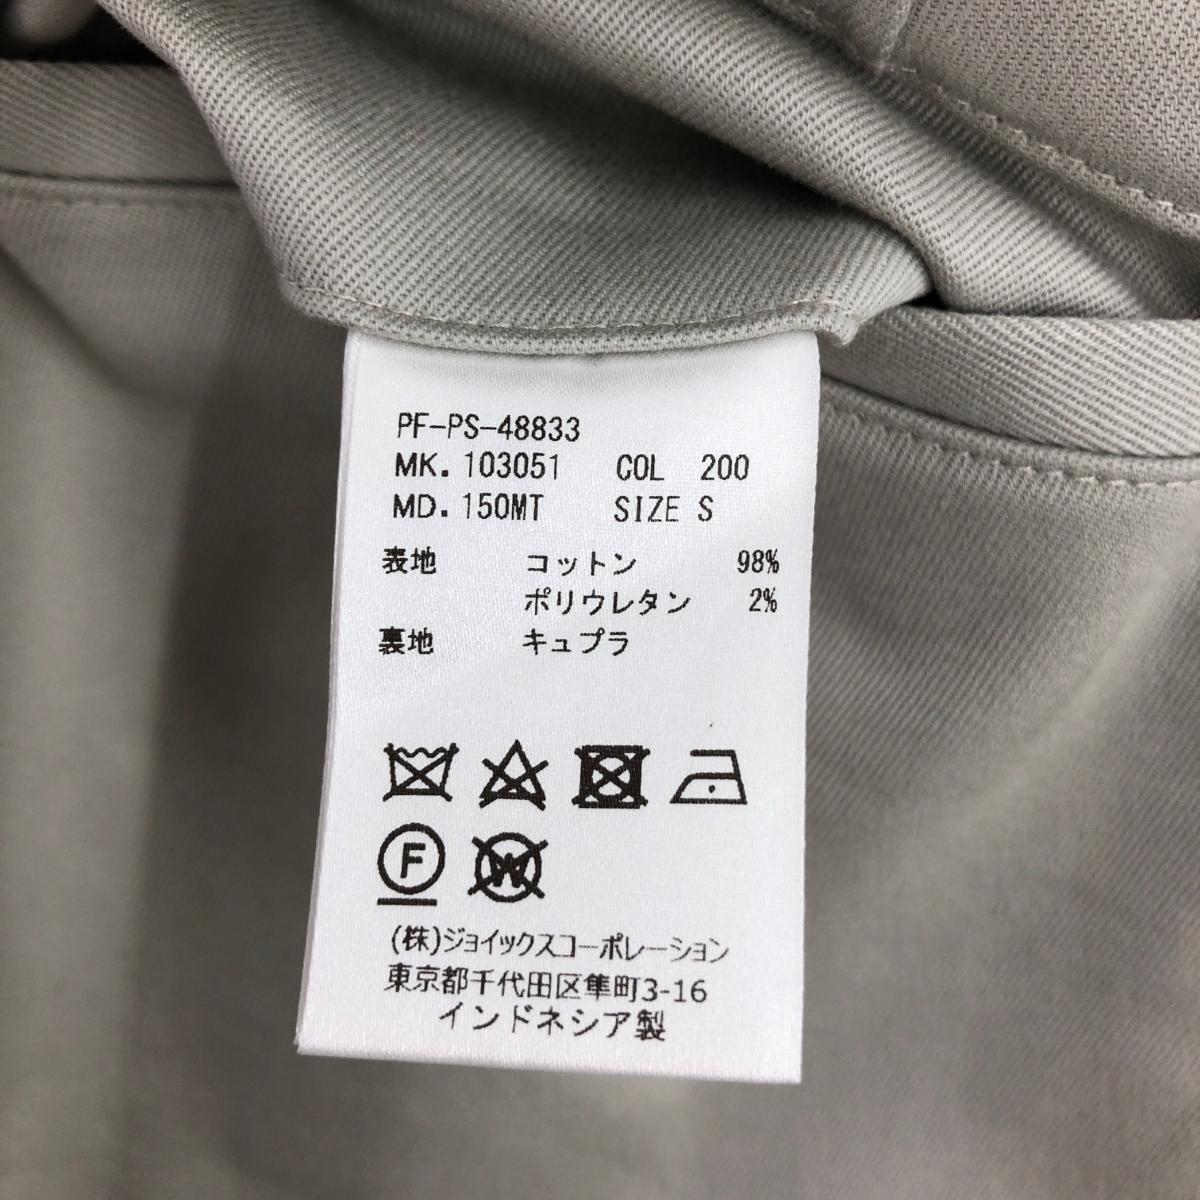 PF-PS-48833
MK. 103051 COL 200
MD. 150MT SIZE S
表地 コットン 98%
ポリウレタン 2%
裏地 キュプラ
F W
(株)ジョイックスコーポレーション
東京都千代田区隼町3-16
インドネシア製